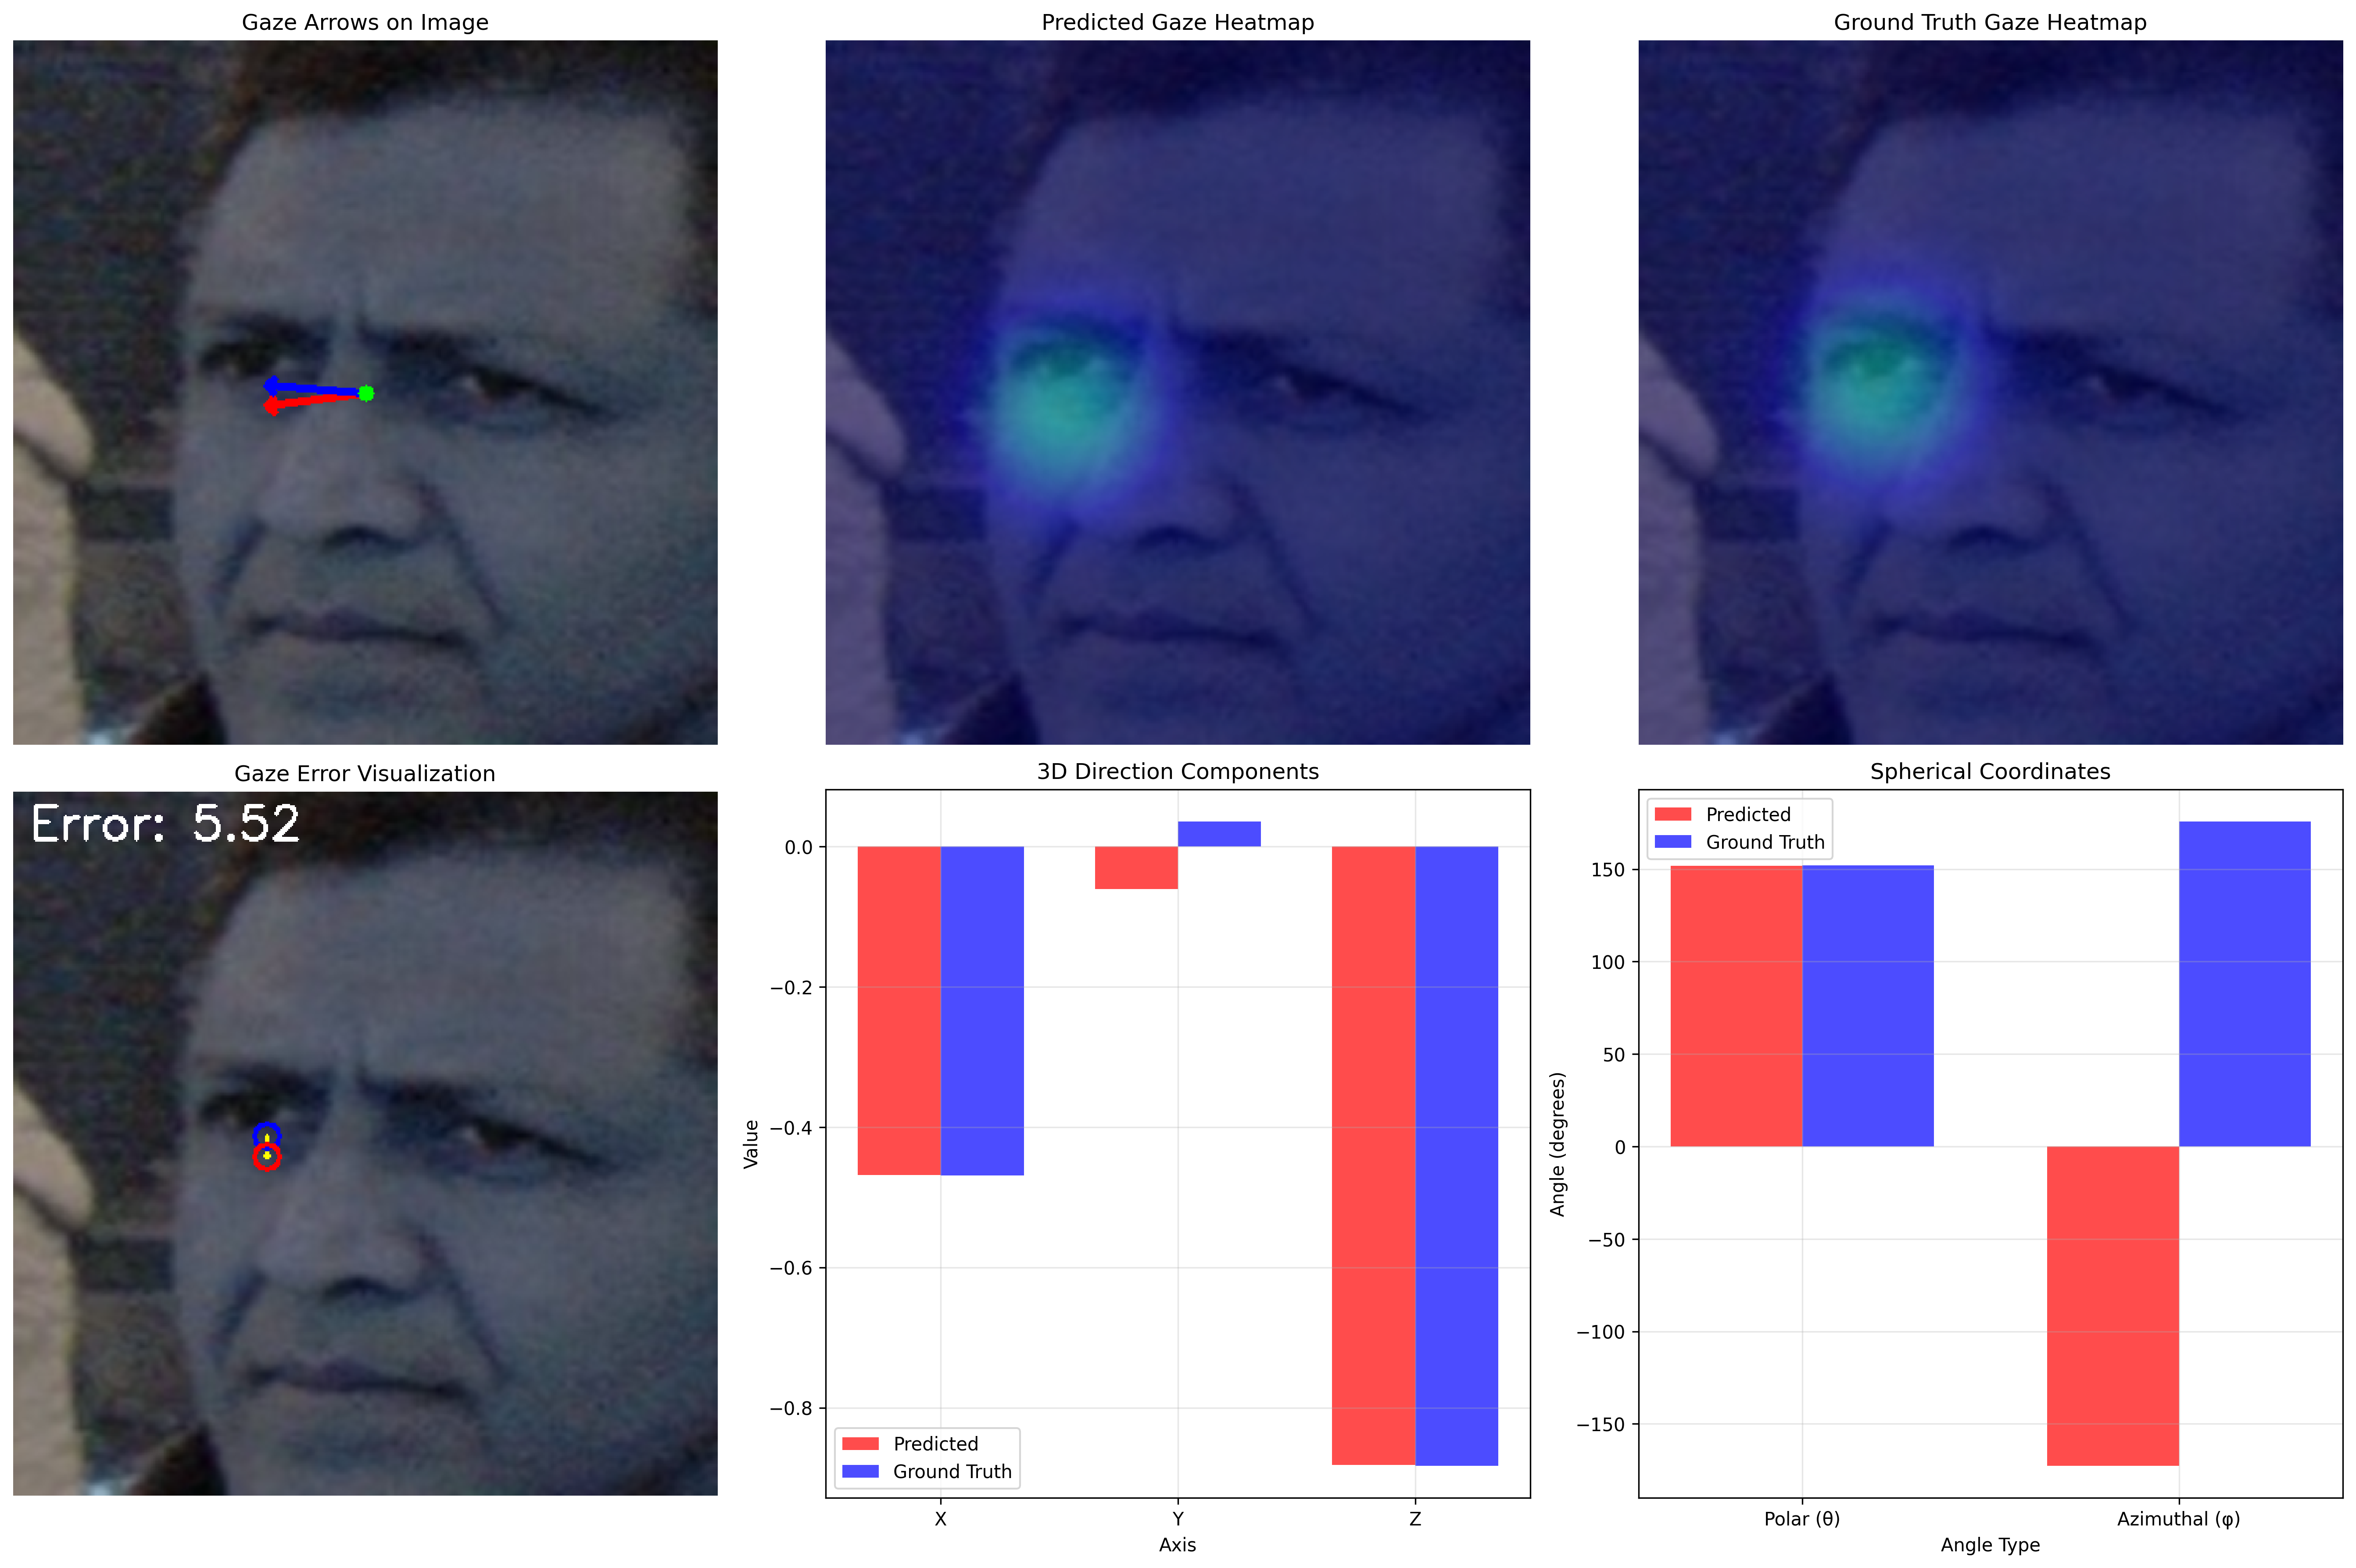 Gaze Arrows on Image
Predicted Gaze Heatmap
Ground Truth Gaze Heatmap
Gaze Error Visualization
Error: 5.52
3D Direction Components
0.0
−0.2
−0.4
−0.6
−0.8
Value
Predicted
Ground Truth
X
Y
Z
Axis
Spherical Coordinates
Predicted
Ground Truth
150
100
50
0
−50
−100
−150
Angle (degrees)
Polar (θ)
Azimuthal (φ)
Angle Type